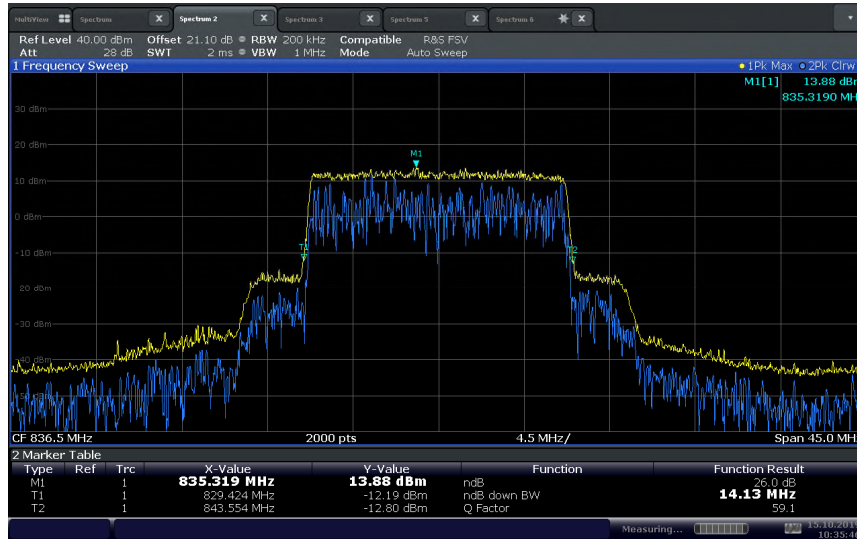 MultiView Spectrum X Spectrum 2 X Spectrum 3 X Spectrum 5 X Spectrum 6 X
Ref Level 40.00 dBm Offset 21.10 dB RBW 200 kHz Compatible R&S FSV
Att 28 dB SWT 2 ms VBW 1 MHz Mode Auto Sweep
1 Frequency Sweep 1Pk Max 2Pk Clrw
M1[1] 13.88 dBm
835.3190 MH
30 dBm
20 dBm
M1
10 dBm
0 dBm
T1 T2
-10 dBm
20 dBm
-30 dBm
-40 dBm
CF 836.5 MHz 2000 pts 4.5 MHz/ Span 45.0 MH
2 Marker Table
Type Ref Trc X-Value Y-Value Function Function Result
M1 1 835.319 MHz 13.88 dBm ndB 26.0 dB
T1 1 829.424 MHz -12.19 dBm ndB down BW 14.13 MHz
T2 1 843.554 MHz -12.80 dBm Q Factor 59.1
Measuring... 15.10.2019
10:35:46